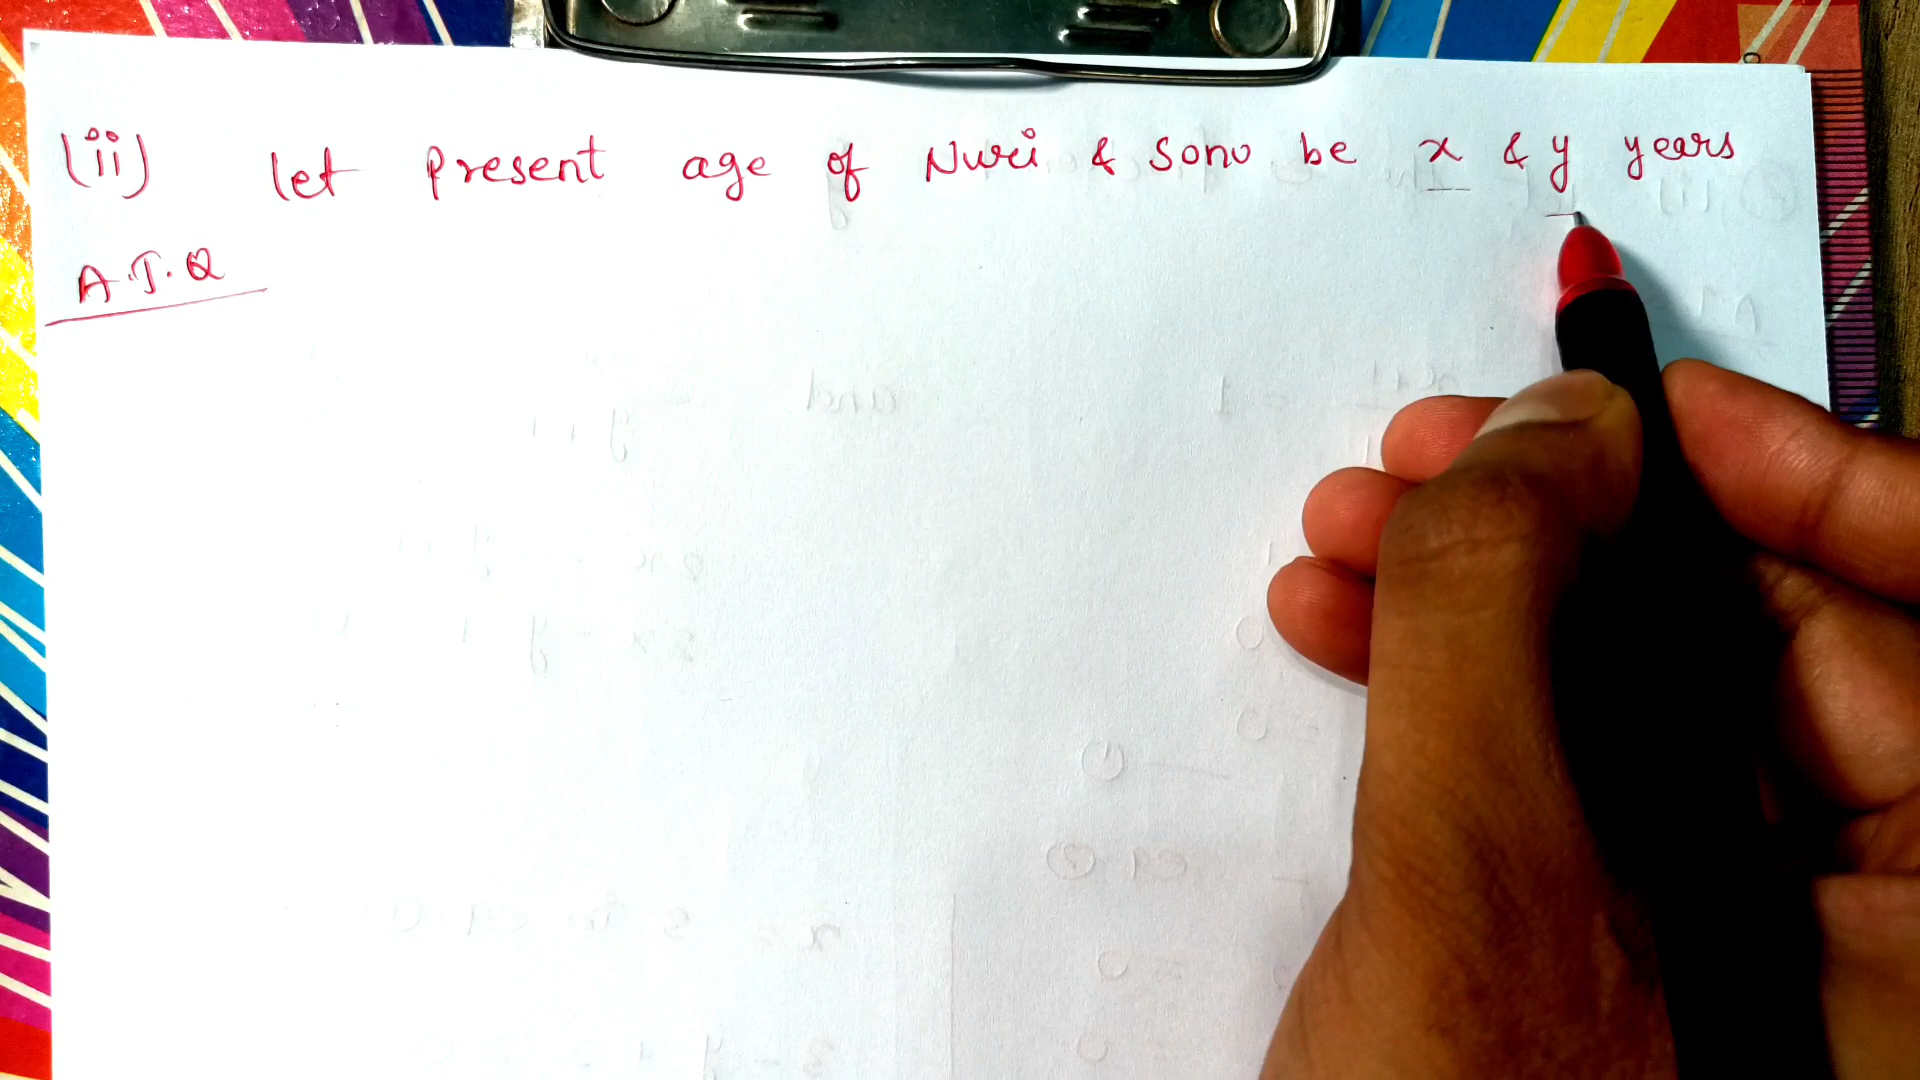 (ii) let present age of Nuri & Sonu be x & y years
A.T.Q